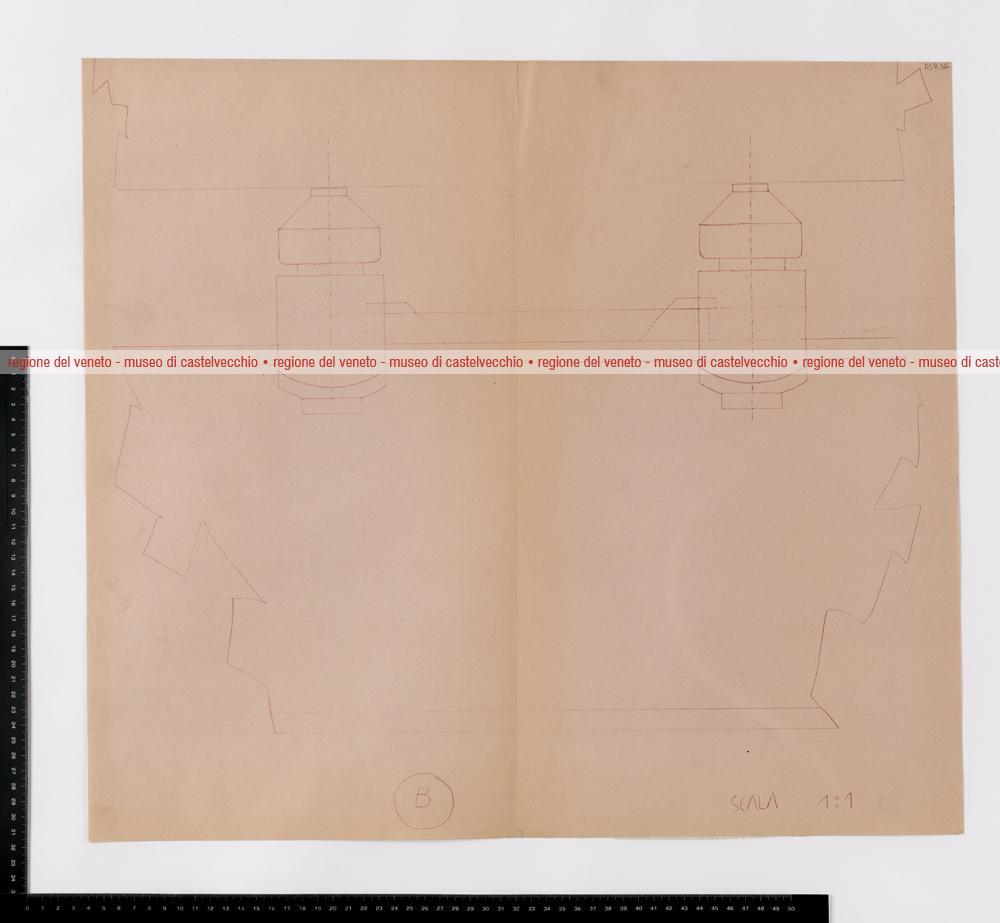 DSR36
regione del veneto - museo di castelvecchio • regione del veneto - museo di castelvecchio • regione del veneto - museo di castelvecchio • regione del veneto - museo di caste
B
SCALA 1:1
0 1 2 3 4 5 6 7 8 9 10 11 12 13 14 15 16 17 18 19 20 21 22 23 24 25 26 27 28 29 30 31 32 33 34 35 36 37 38 39 40 41 42 43 44 45 46 47 48 49 50